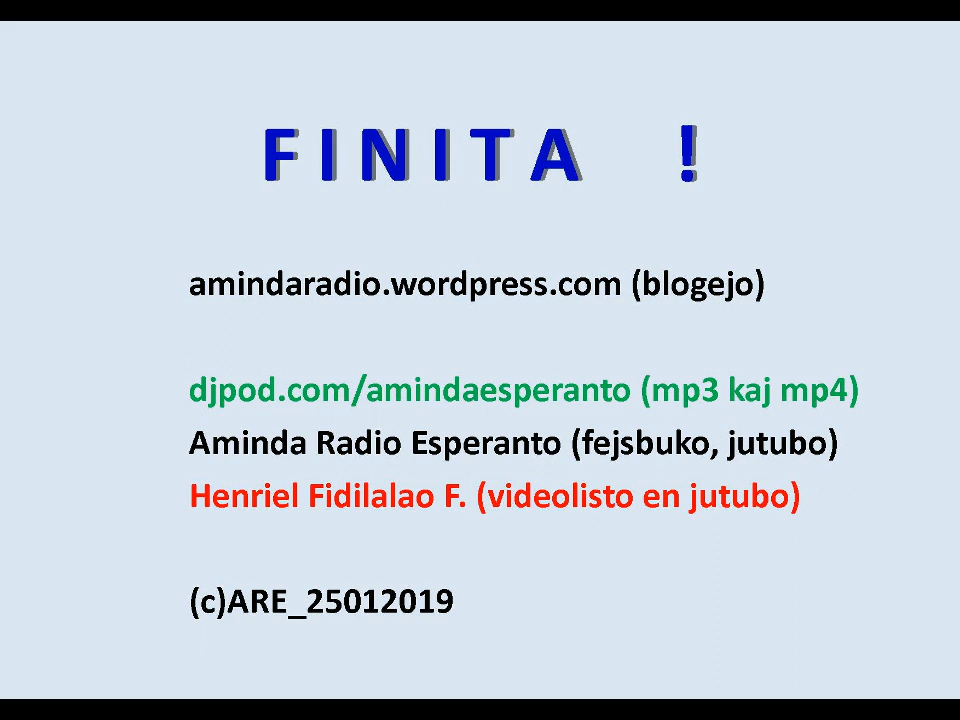 FINITA !
amindaradio.wordpress.com (blogejo)
djpod.com/amindaesperanto (mp3 kaj mp4)
Aminda Radio Esperanto (fejsbuko, jutubo)
Henriel Fidilalao F. (videolisto en jutubo)
(c)ARE_25012019